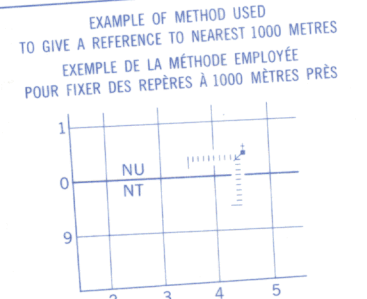 EXAMPLE OF METHOD USED
TO GIVE A REFERENCE TO NEAREST 1000 METRES
EXEMPLE DE LA MÉTHODE EMPLOYÉE
POUR FIXER DES REPÈRES À 1000 MÈTRES PRÈS
1
NU
0
NT
9
3 4 5